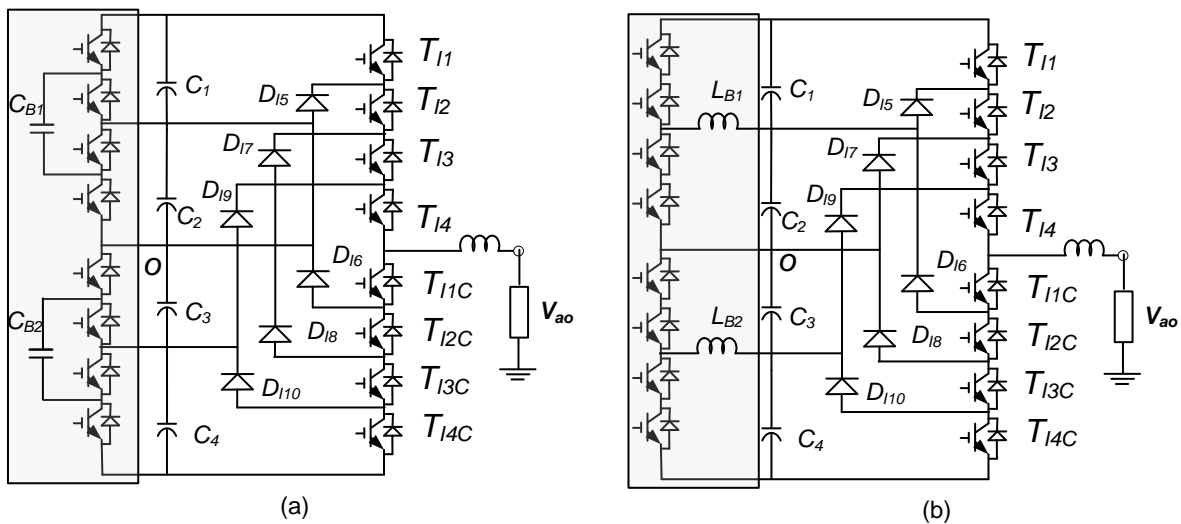 T_I1
C_1
C_B1
D_I5
T_I2
D_I7
T_I3
D_I9
C_2
T_I4
O
D_I6
T_I1C
C_B2
C_3
V_ao
D_I8
T_I2C
D_I10
T_I3C
C_4
T_I4C
(a)
T_I1
L_B1
C_1
D_I5
T_I2
D_I7
T_I3
D_I9
C_2
T_I4
O
D_I6
T_I1C
L_B2
C_3
V_ao
D_I8
T_I2C
D_I10
T_I3C
C_4
T_I4C
(b)